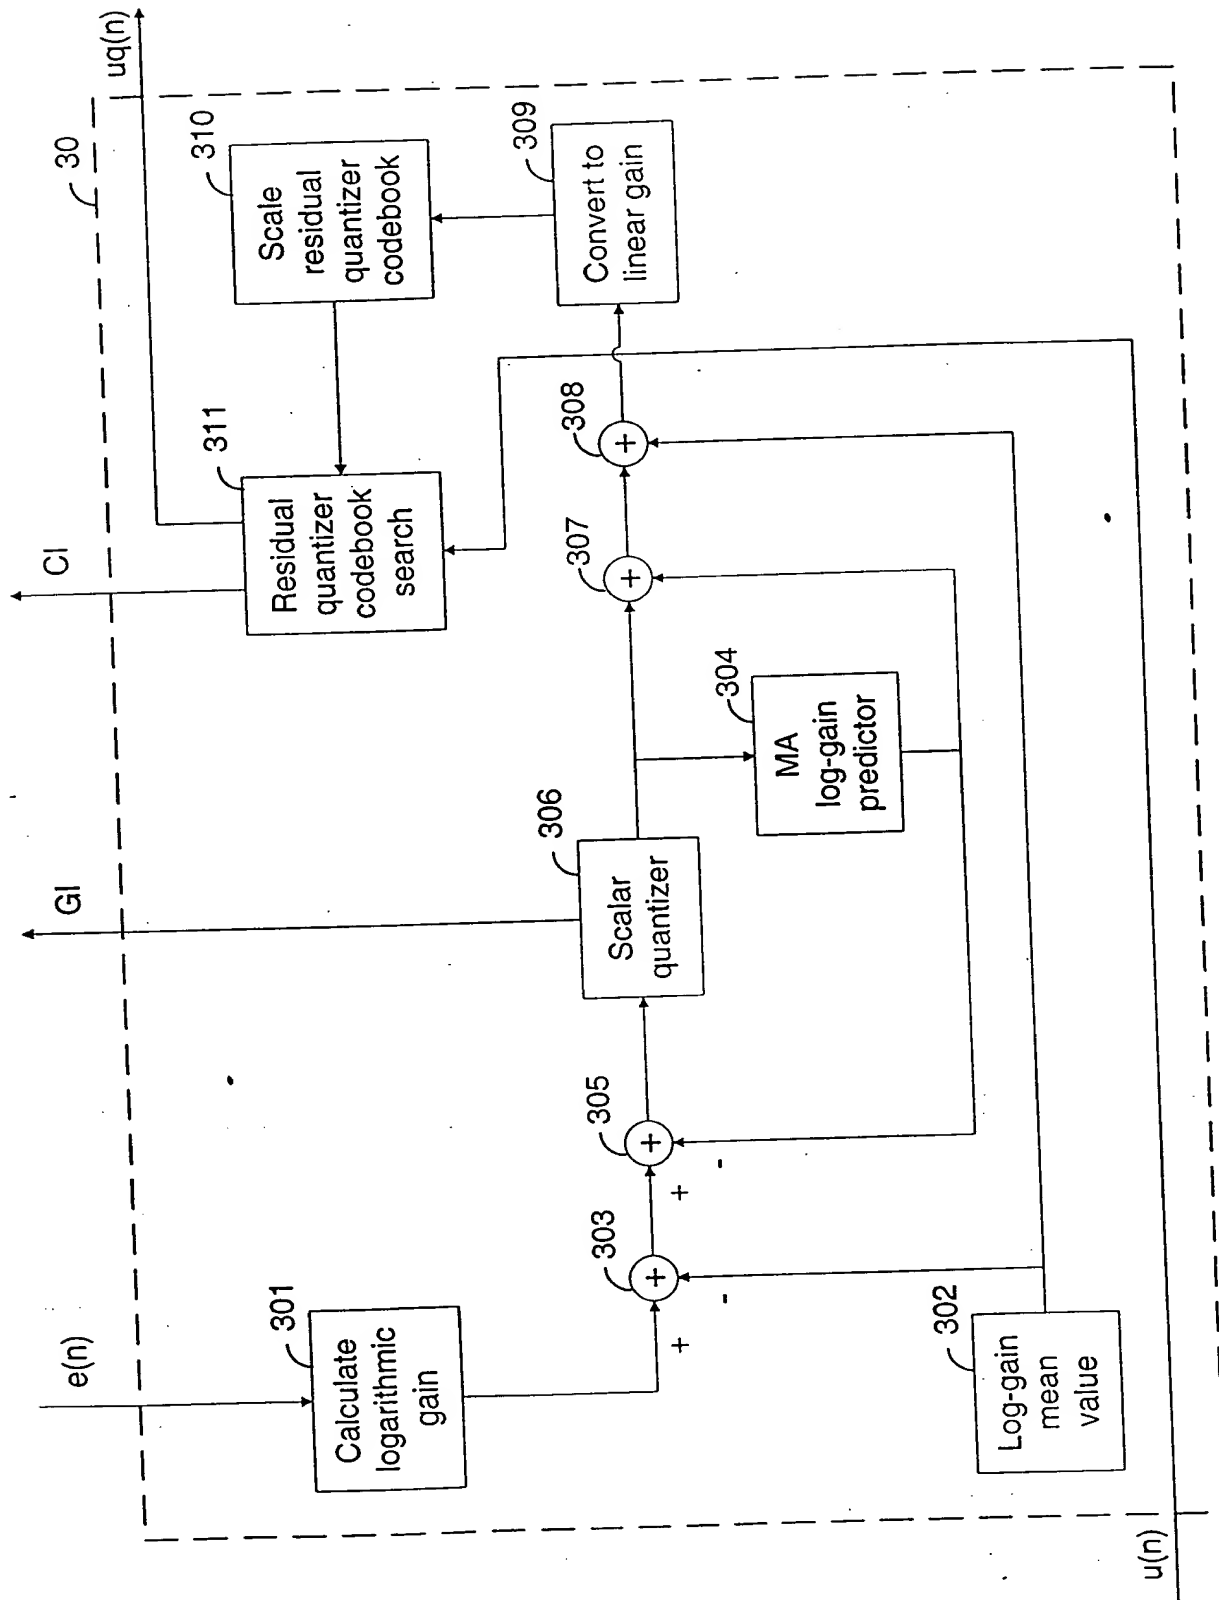 e(n)
GI
CI
uq(n)
30
301
Calculate
logarithmic
gain
303
+
+
-
305
+
+
-
306
Scalar
quantizer
304
MA
log-gain
predictor
307
+
308
+
309
Convert to
linear gain
310
Scale
residual
quantizer
codebook
311
Residual
quantizer
codebook
search
302
Log-gain
mean
value
u(n)